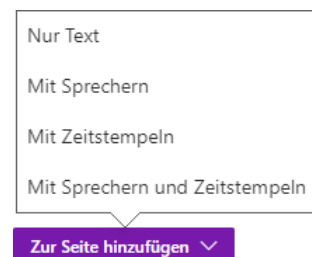 Nur Text
Mit Sprechern
Mit Zeitstempeln
Mit Sprechern und Zeitstempeln
Zur Seite hinzufügen